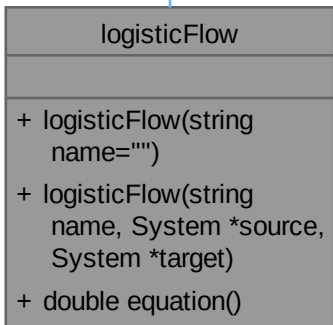 logisticFlow
+ logisticFlow(string
name="")
+ logisticFlow(string
name, System *source,
System *target)
+ double equation()